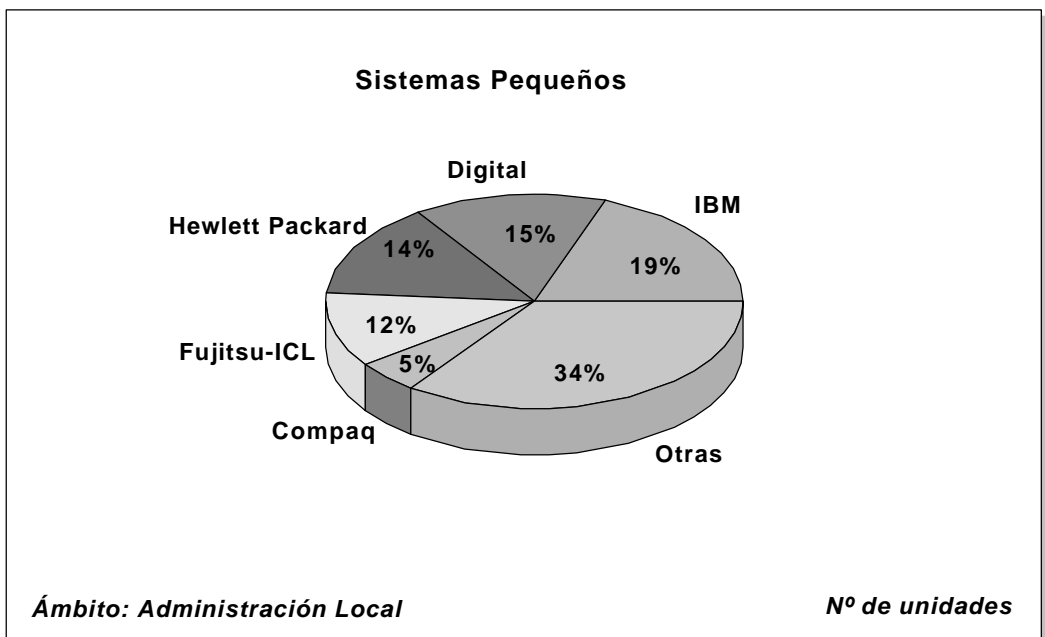 Sistemas Pequeños
Digital
IBM
Hewlett Packard
15%
14%
19%
12%
Fujitsu-ICL
5%
34%
Compaq
Otras
Ámbito: Administración Local
Nº de unidades